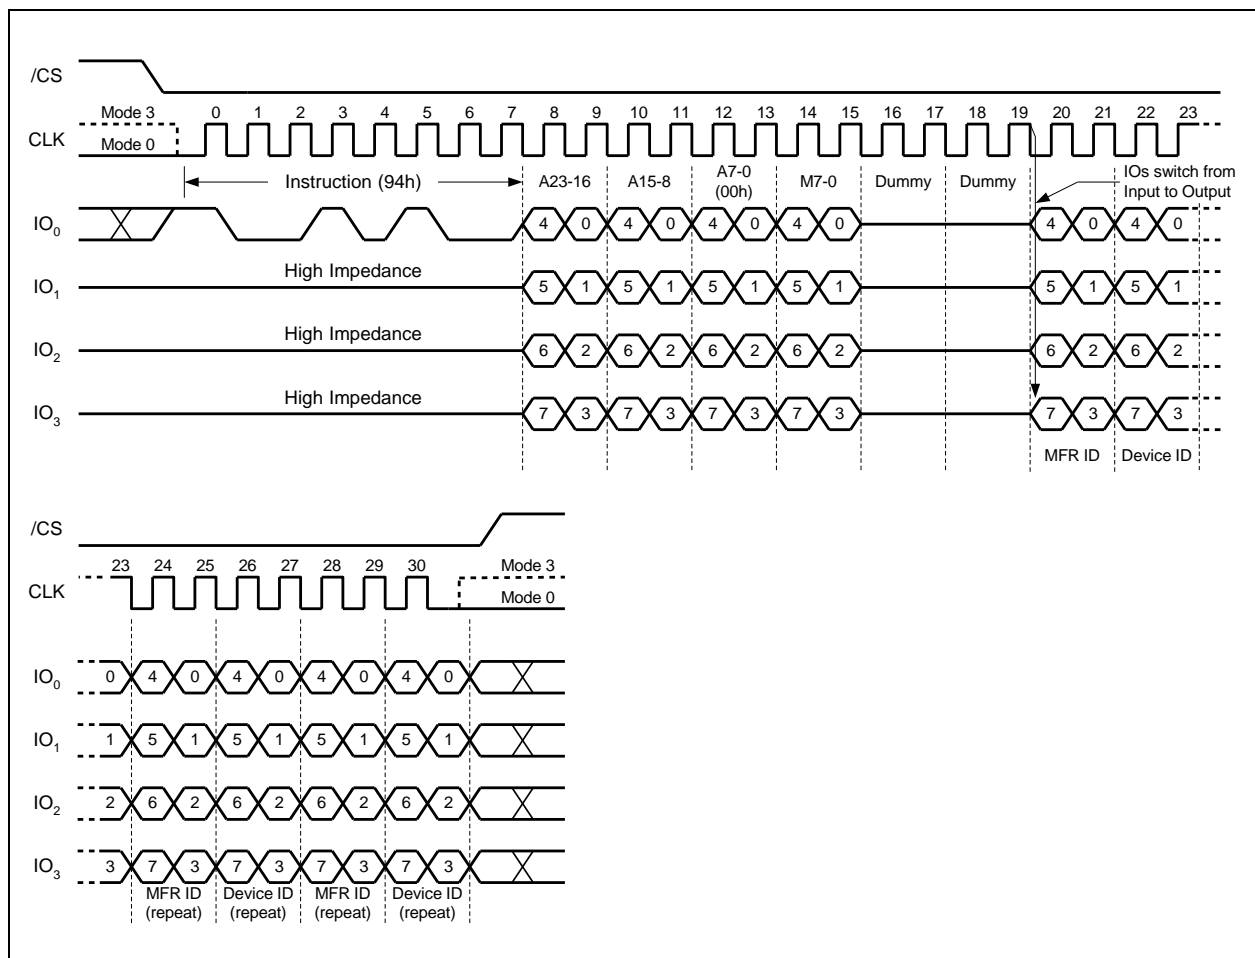 /CS
Mode 3 0 1 2 3 4 5 6 7 8 9 10 11 12 13 14 15 16 17 18 19 20 21 22 23
CLK Mode 0
Instruction (94h) A23-16 A15-8 A7-0 (00h) M7-0 Dummy Dummy IOs switch from Input to Output
IO0 4 0 4 0 4 0 4 0 4 0 4 0
High Impedance
IO1 5 1 5 1 5 1 5 1 5 1 5 1
High Impedance
IO2 6 2 6 2 6 2 6 2 6 2 6 2
High Impedance
IO3 7 3 7 3 7 3 7 3 7 3 7 3
MFR ID Device ID
/CS
23 24 25 26 27 28 29 30 Mode 3
CLK Mode 0
IO0 0 4 0 4 0 4 0 4 0
IO1 1 5 1 5 1 5 1 5 1
IO2 2 6 2 6 2 6 2 6 2
IO3 3 7 3 7 3 7 3 7 3
MFR ID Device ID MFR ID Device ID
(repeat) (repeat) (repeat) (repeat)